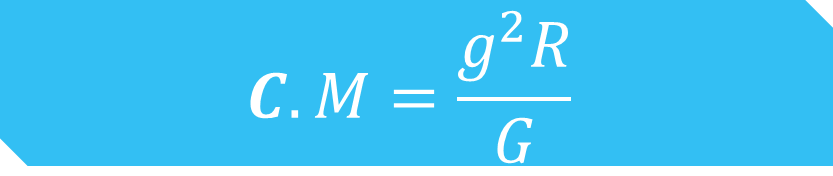 C. M = g²R / G